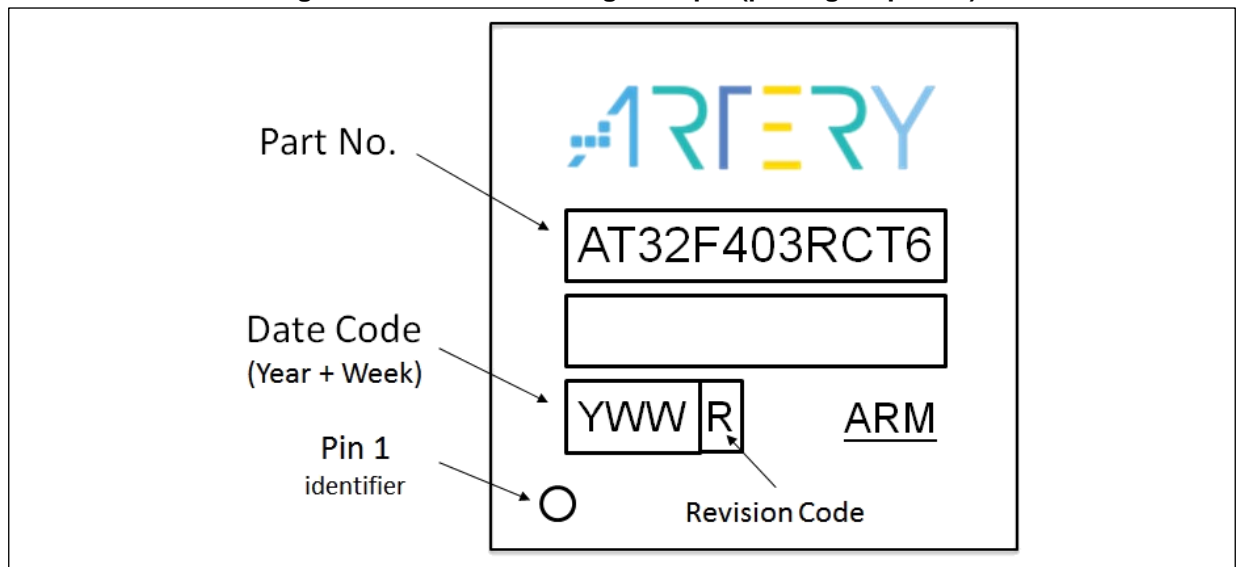 ARTERY
Part No.
AT32F403RCT6
Date Code
(Year + Week)
YWW R
ARM
Pin 1
identifier
Revision Code